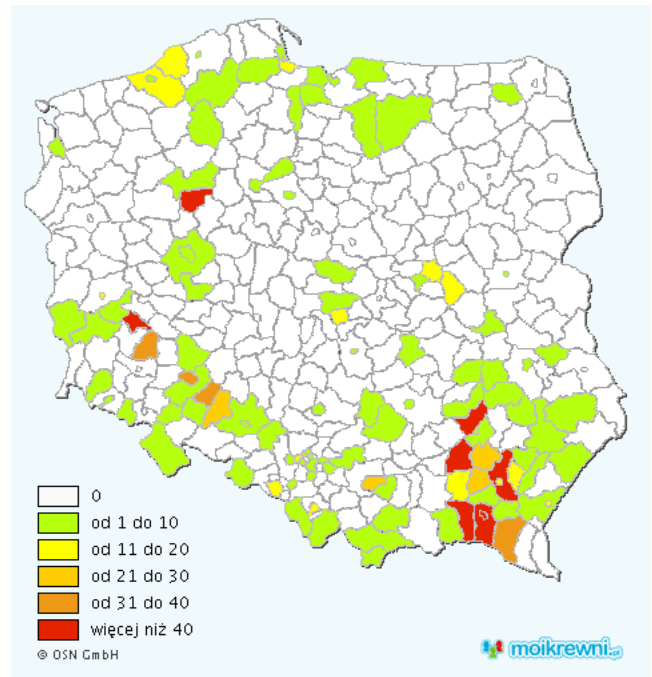 0
od 1 do 10
od 11 do 20
od 21 do 30
od 31 do 40
więcej niż 40
© OSN GmbH
moikrewni.pl